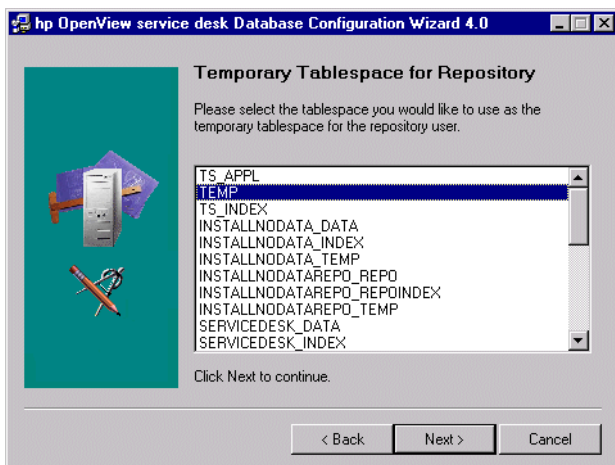 hp OpenView service desk Database Configuration Wizard 4.0
Temporary Tablespace for Repository
Please select the tablespace you would like to use as the
temporary tablespace for the repository user.
TS_APPL
TEMP
TS_INDEX
INSTALLNODATA_DATA
INSTALLNODATA_INDEX
INSTALLNODATA_TEMP
INSTALLNODATAREPO_REPO
INSTALLNODATAREPO_REPOINDEX
INSTALLNODATAREPO_TEMP
SERVICEDESK_DATA
SERVICEDESK_INDEX
Click Next to continue.
< Back
Next >
Cancel